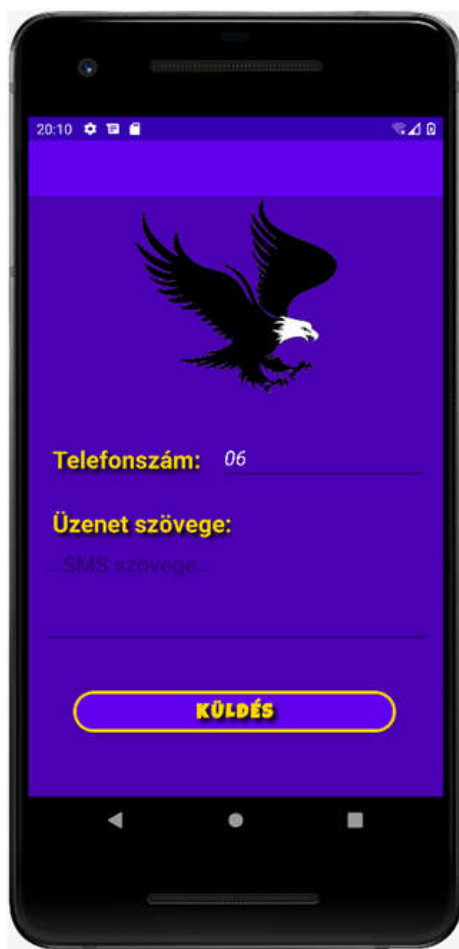 20:10
Telefonszám: 06
Üzenet szövege:
...SMS szövege...
KÜLDÉS